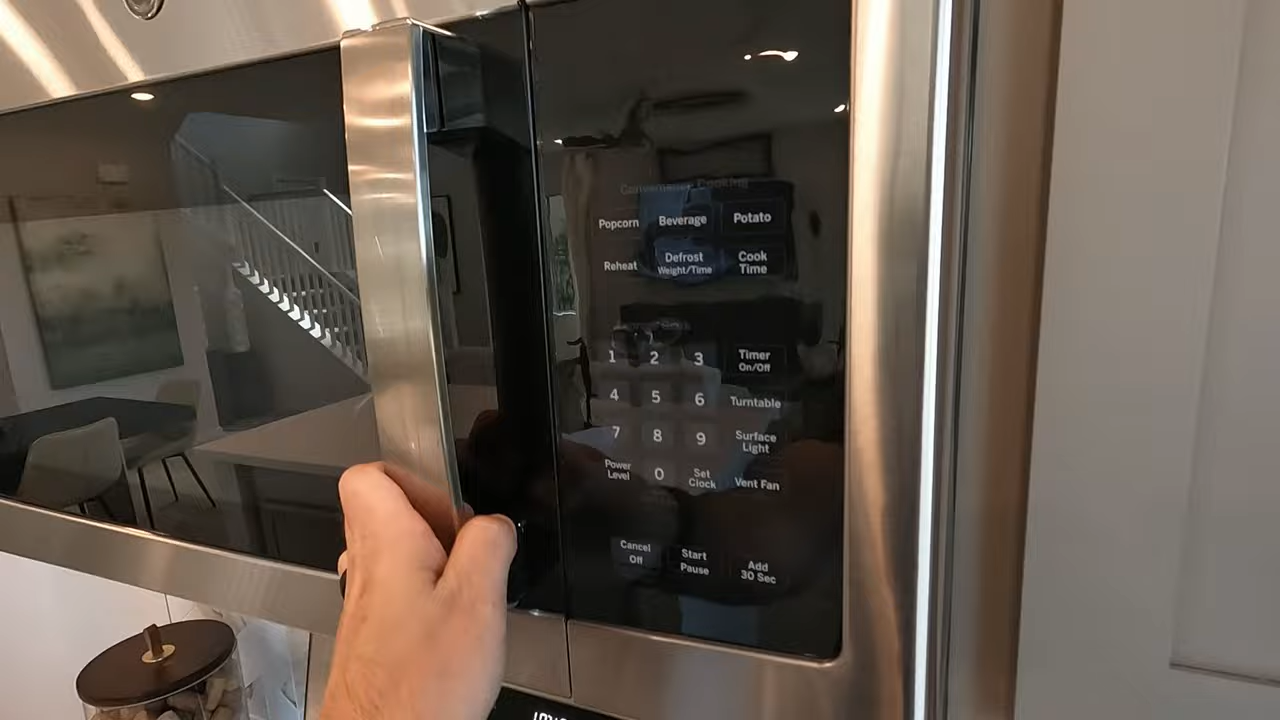 Convenience Cooking
Popcorn
Beverage
Potato
Reheat
Defrost
Weight/Time
Cook
Time
1
2
3
Timer
On/Off
4
5
6
Turntable
7
8
9
Surface
Light
Power
Level
0
Set
Clock
Vent Fan
Cancel
Off
Start
Pause
Add
30 Sec